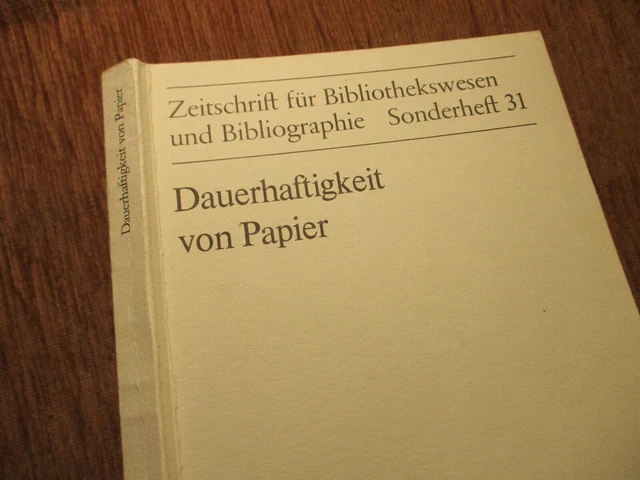 Zeitschrift für Bibliothekswesen
und Bibliographie Sonderheft 31
Dauerhaftigkeit
von Papier
Dauerhaftigkeit von Papier